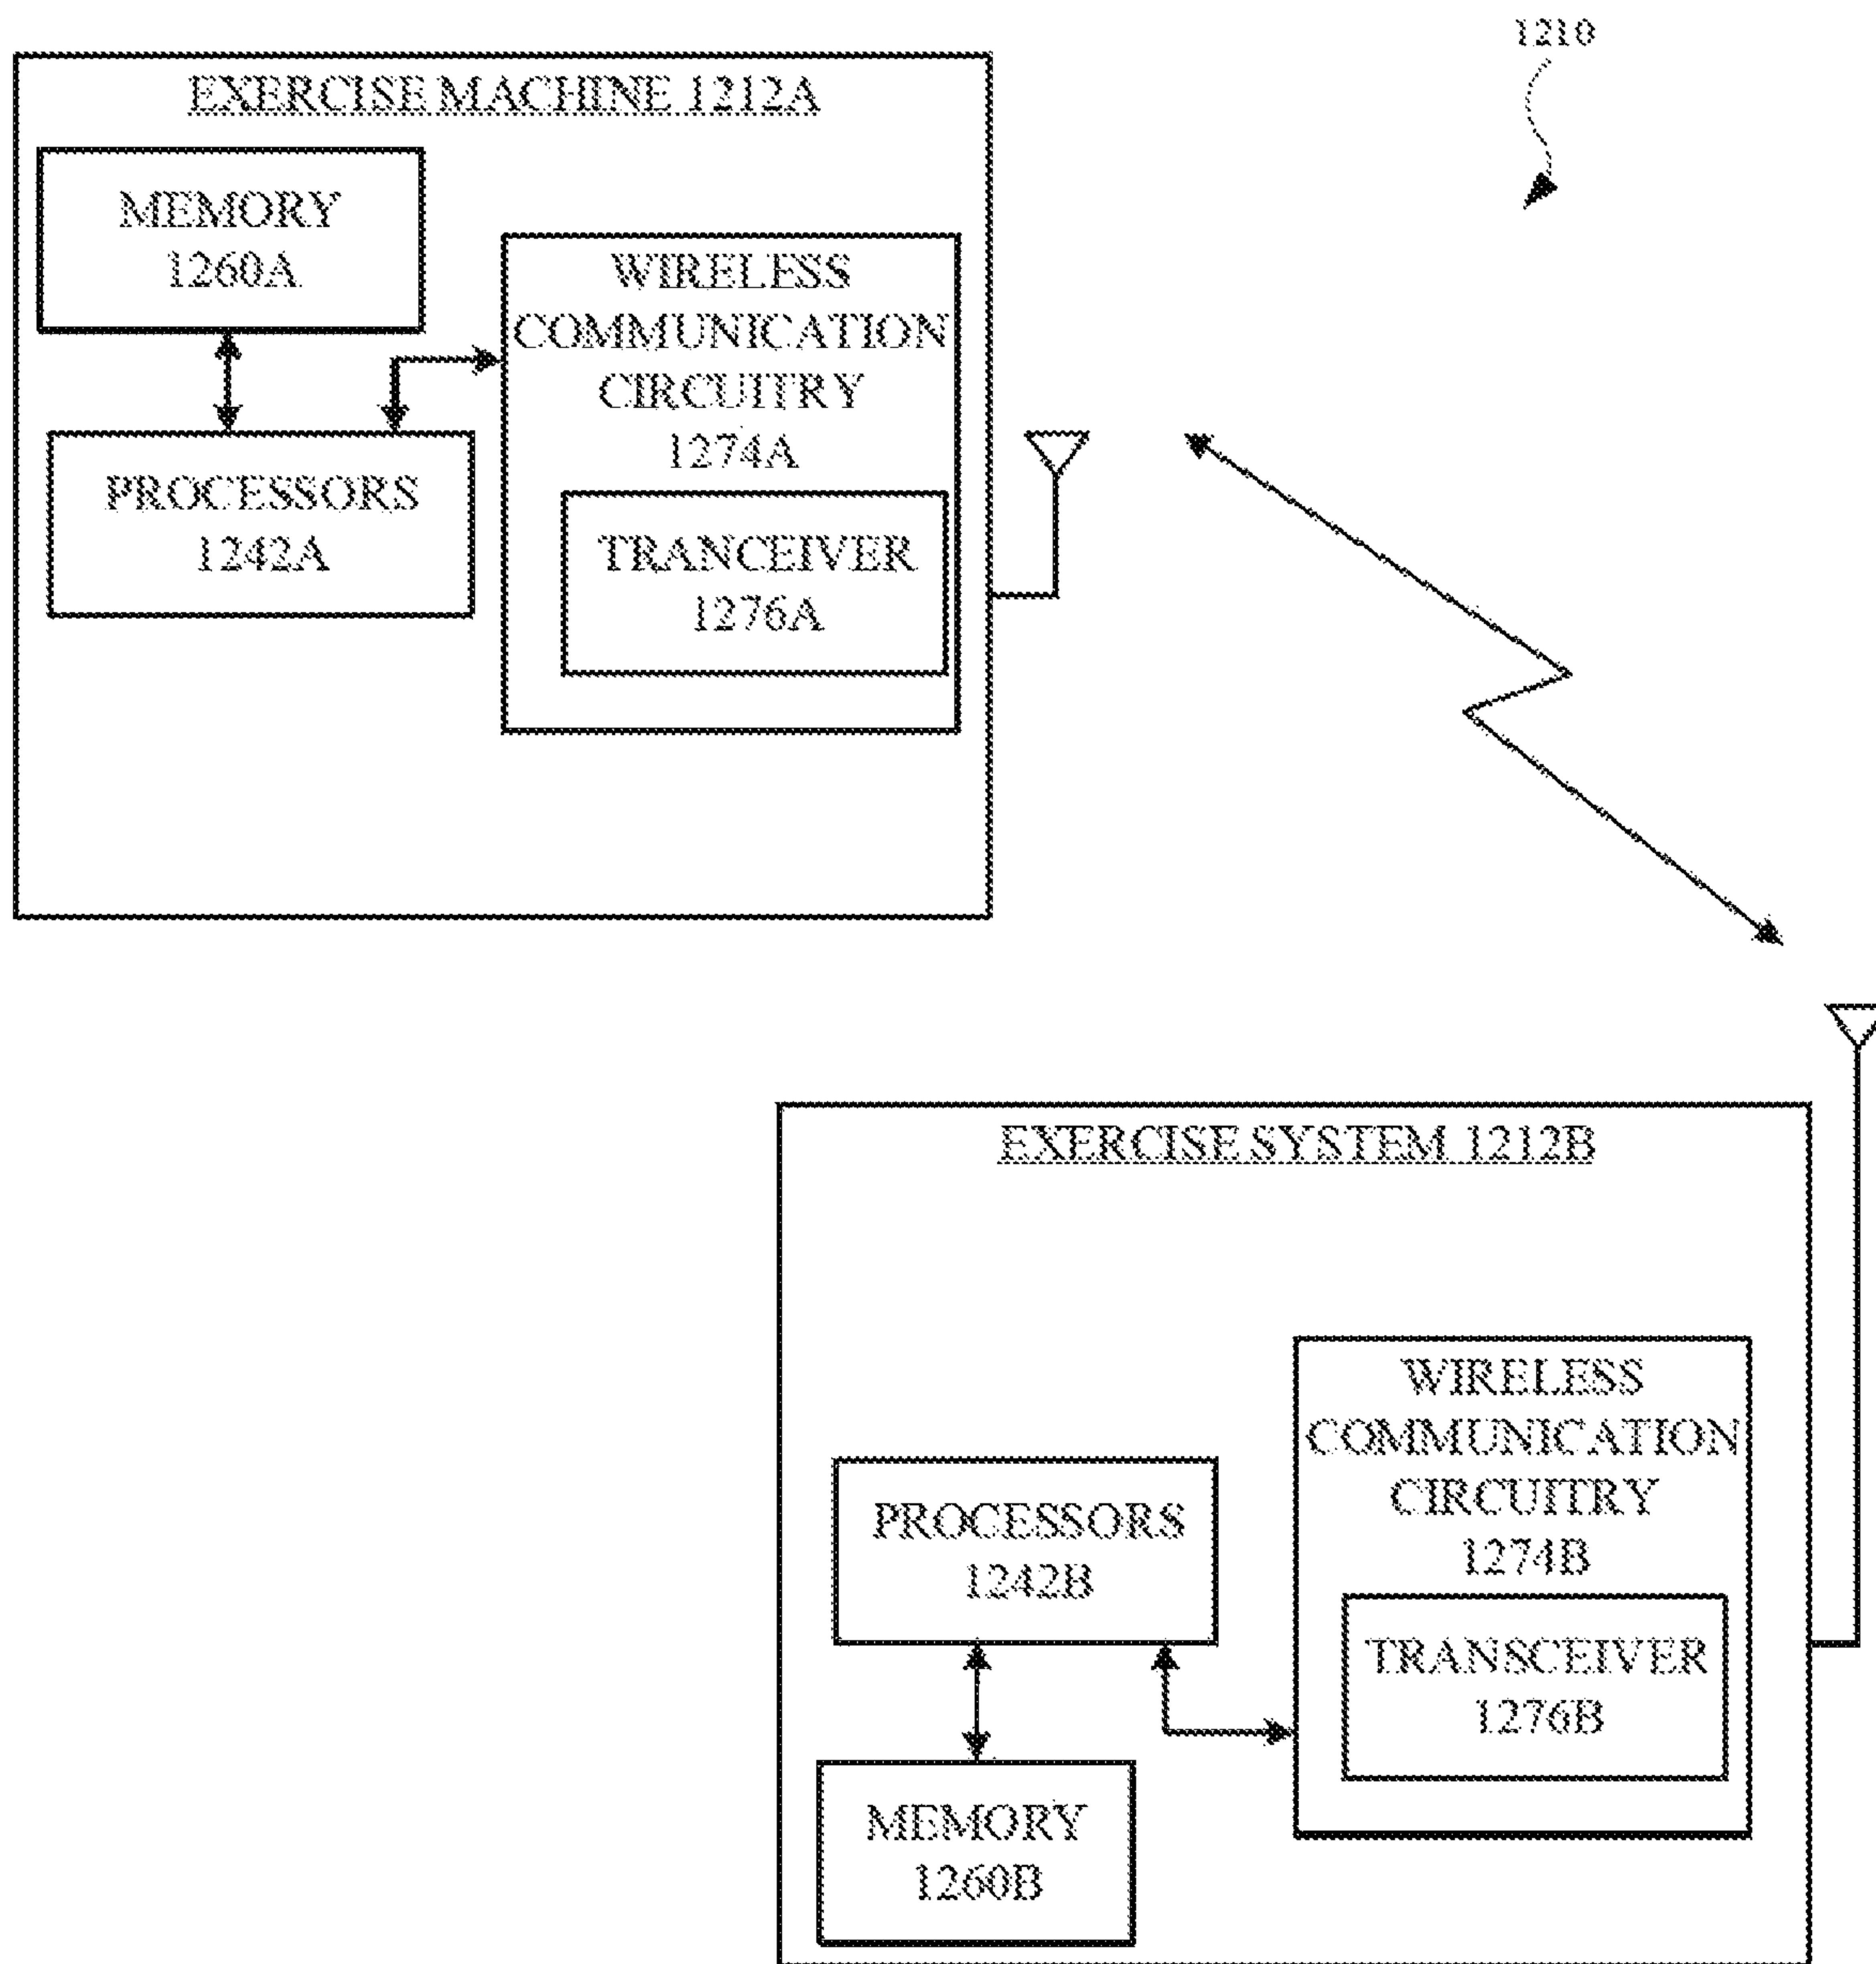 1210
EXERCISE MACHINE 1212A
MEMORY
1260A
WIRELESS
COMMUNICATION
CIRCUITRY
1274A
PROCESSORS
1242A
TRANCEIVER
1276A
EXERCISE SYSTEM 1212B
WIRELESS
COMMUNICATION
CIRCUITRY
1274B
PROCESSORS
1242B
TRANSCEIVER
1276B
MEMORY
1260B